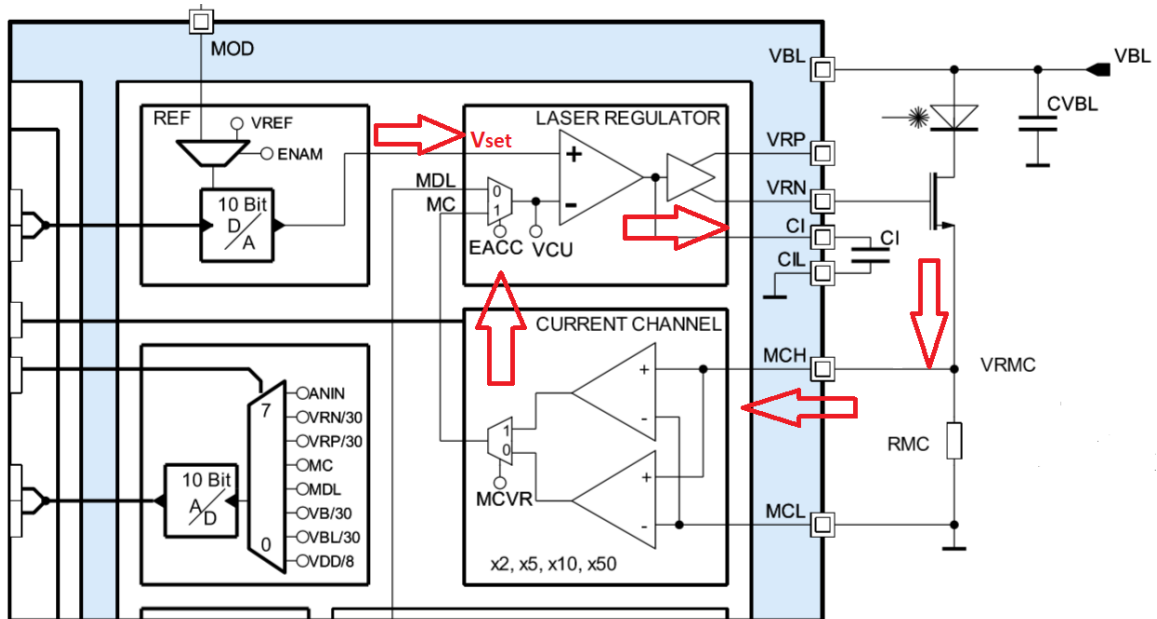 MOD
VBL
VBL
REF
VREF
ENAM
10 Bit
D/A
Vset
LASER REGULATOR
+
-
MDL
MC
0
1
EACC
VCU
VRP
VRN
CI
CI
CIL
CVBL
CURRENT CHANNEL
+
-
+
-
1
0
MCVR
x2, x5, x10, x50
MCH
VRMC
RMC
MCL
7
0
ANIN
VRN/30
VRP/30
MC
MDL
VB/30
VBL/30
VDD/8
10 Bit
A/D